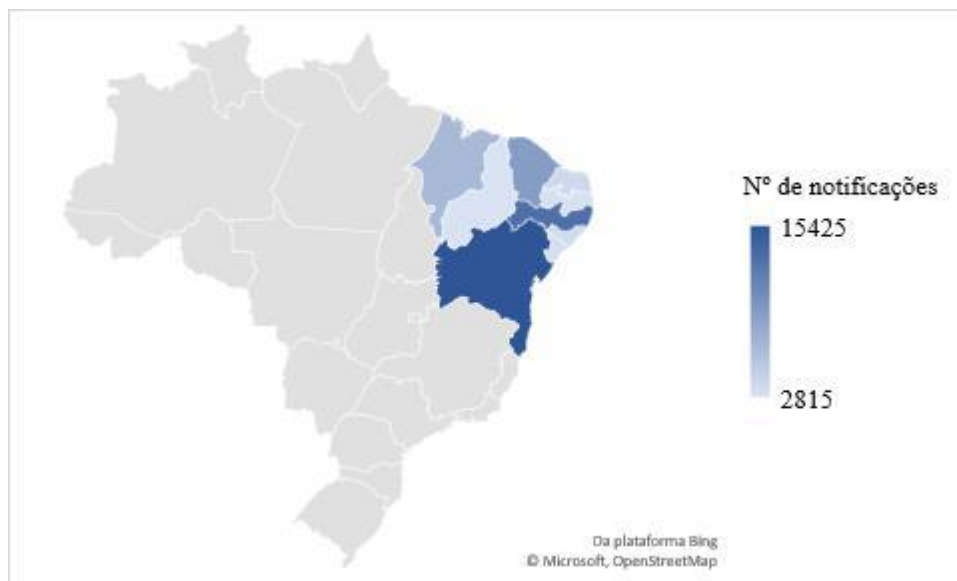 Nº de notificações
15425
2815
Da plataforma Bing
© Microsoft, OpenStreetMap